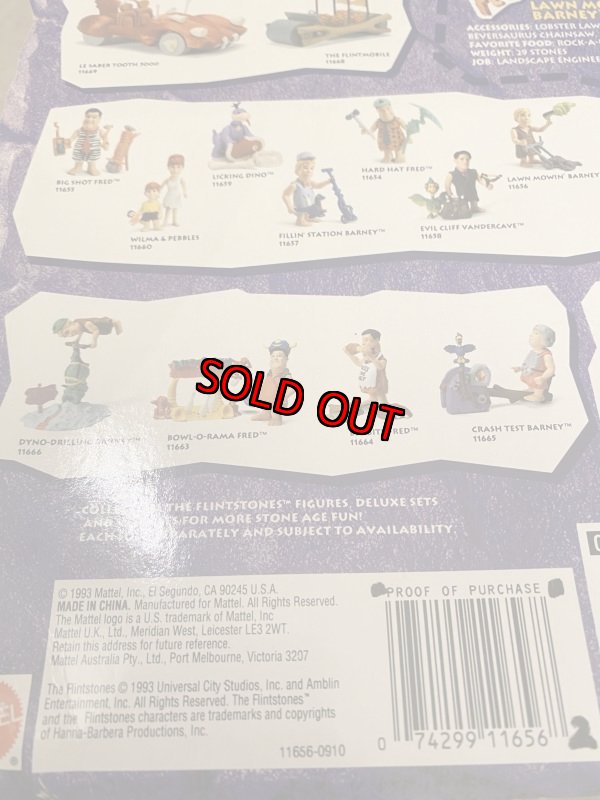 LAWN MO
BARNEY
ACCESSORIES: LOBSTER LAW
REVERSAURUS CHAINSAW,
FAVORITE FOOD: ROCK-A-
WEIGHT: 39 STONES
JOB: LANDSCAPE ENGINEE
LE SABER TOOTH 5000
11669
THE FLINTMOBILE
11668
BIG SHOT FRED™
11655
LICKING DINO™
11659
HARD HAT FRED™
11654
LAWN MOWIN' BARNEY
11656
WILMA & PEBBLES
11660
FILLIN' STATION BARNEY™
11657
EVIL CLIFF VANDERCAVE™
11658
DYNO-DRILLING BARNEY™
11666
BOWL-O-RAMA FRED™
11663
FRED™
11664
CRASH TEST BARNEY™
11665
SOLD OUT
THE FLINTSTONES™ FIGURES, DELUXE SETS
FOR MORE STONE AGE FUN!
EACH SEPARATELY AND SUBJECT TO AVAILABILITY.
© 1993 Mattel, Inc., El Segundo, CA 90245 U.S.A.
MADE IN CHINA. Manufactured for Mattel. All Rights Reserved.
The Mattel logo is a U.S. trademark of Mattel, Inc
Mattel U.K., Ltd., Meridian West, Leicester LE3 2WT.
Retain this address for future reference.
Mattel Australia Pty., Ltd., Port Melbourne, Victoria 3207
The Flintstones © 1993 Universal City Studios, Inc. and Amblin
Entertainment, Inc. All Rights Reserved. The Flintstones™
and the Flintstones characters are trademarks and copyrights
of Hanna-Barbera Productions, Inc.
11656-0910
PROOF OF PURCHASE
0 74299 11656 2
EL